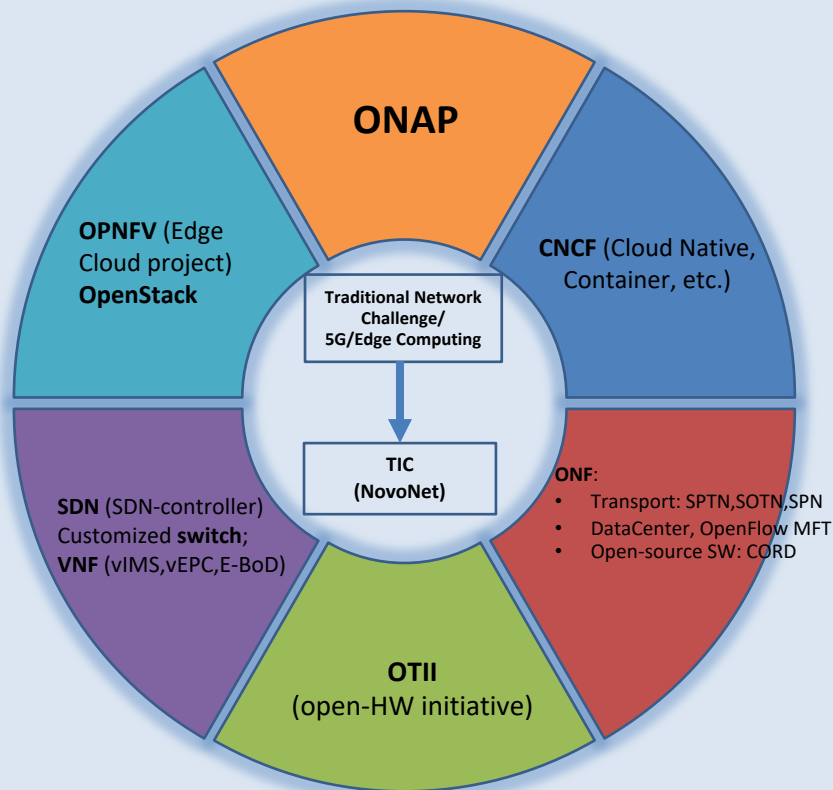 ONAP
OPNFV (Edge
Cloud project)
OpenStack
CNCF (Cloud Native,
Container, etc.)
Traditional Network
Challenge/
5G/Edge Computing
TIC
(NovoNet)
SDN (SDN-controller)
Customized switch;
VNF (vIMS,vEPC,E-BoD)
ONF:
• Transport: SPTN,SOTN,SPN
• DataCenter, OpenFlow MFT
• Open-source SW: CORD
OTII
(open-HW initiative)